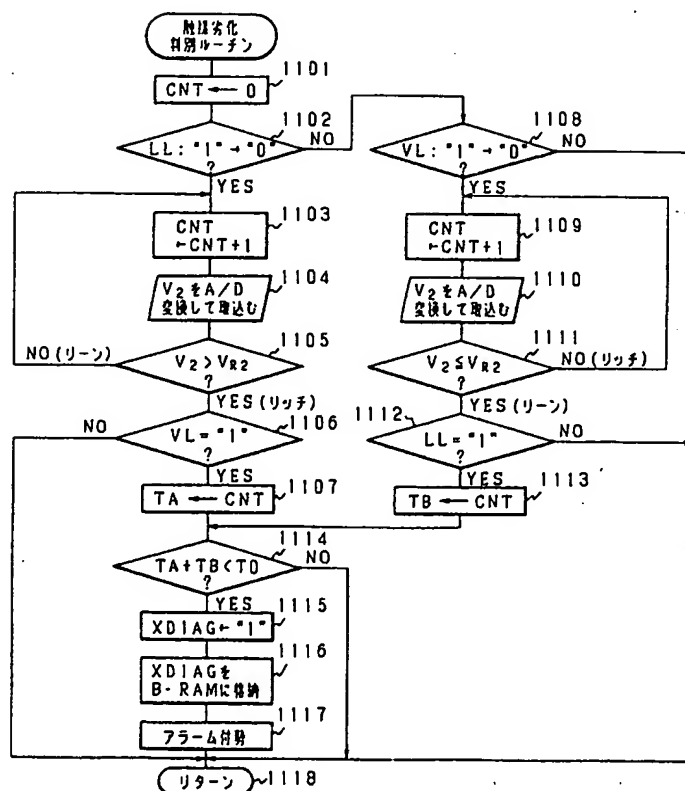 触媒劣化
判別ルーチン
1101
CNT ← 0
1102
LL: "1" → "0"
?
NO
YES
1103
CNT
←CNT+1
1104
V2をA/D
変換して取込む
1105
V2 > VR2
?
NO(リーン)
YES(リッチ)
1106
VL = "1"
?
NO
YES
1107
TA ← CNT
1108
VL: "1" → "0"
?
NO
YES
1109
CNT
←CNT+1
1110
V2をA/D
変換して取込む
1111
V2 ≤ VR2
?
NO(リッチ)
YES(リーン)
1112
LL = "1"
?
NO
YES
1113
TB ← CNT
1114
TA+TB<T0
?
NO
YES
1115
XDIAG← "1"
1116
XDIAGを
B-RAMに格納
1117
アラーム付勢
リターン
1118